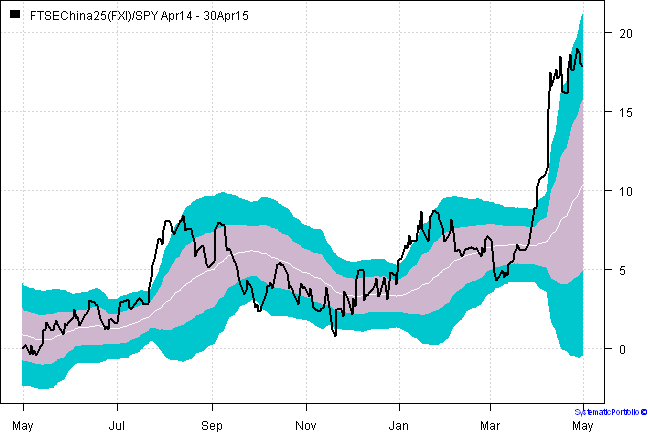 FTSEChina25(FXI)/SPY Apr14 - 30Apr15
20
15
10
5
0
May Jul Sep Nov Jan Mar May
SystematicPortfolio ©